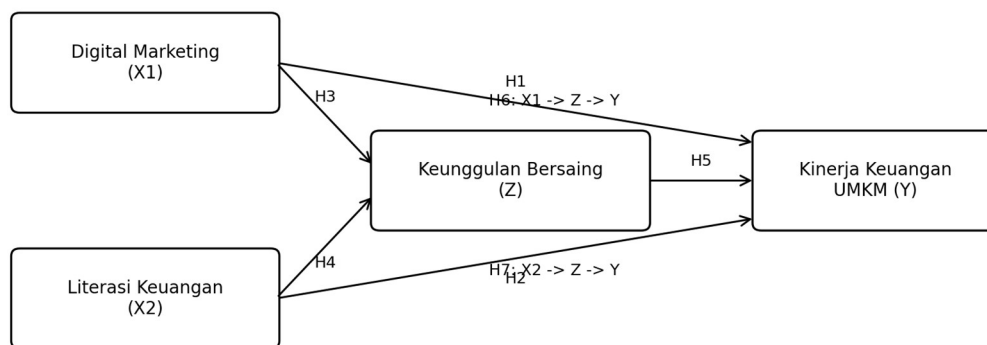 Digital Marketing
(X1)
H1
H3
H6: X1 -> Z -> Y
Keunggulan Bersaing
(Z)
H5
Kinerja Keuangan
UMKM (Y)
H4
H7: X2 -> Z -> Y
H2
Literasi Keuangan
(X2)